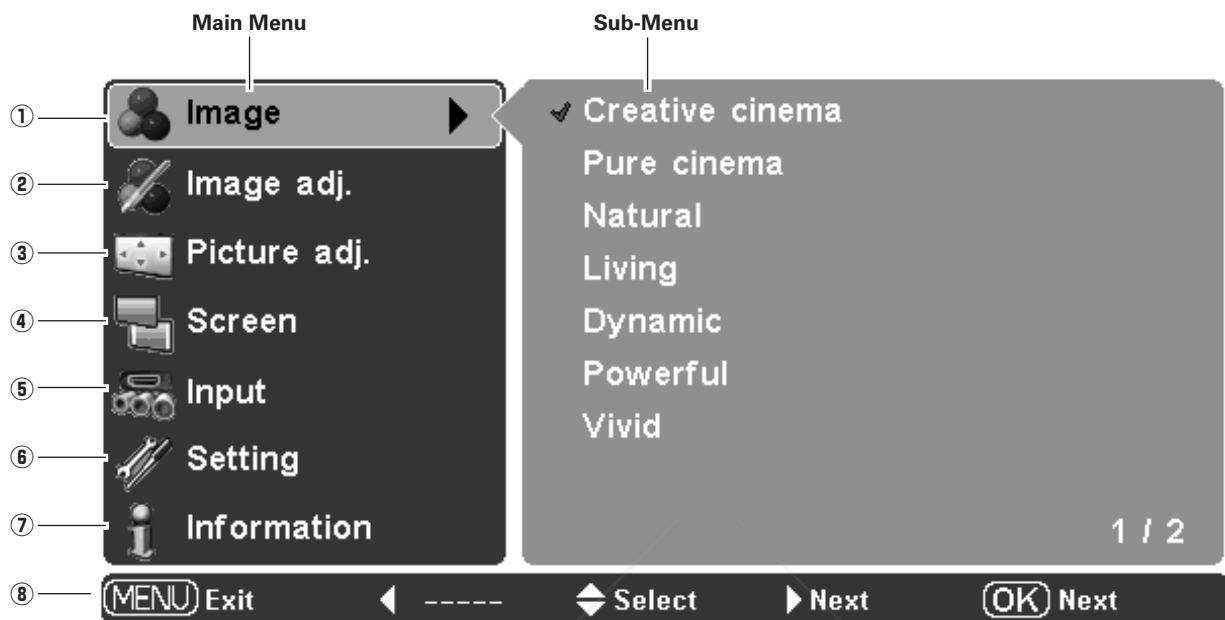 Main Menu
Sub-Menu
① Image
② Image adj.
③ Picture adj.
④ Screen
⑤ Input
⑥ Setting
⑦ Information
Creative cinema
Pure cinema
Natural
Living
Dynamic
Powerful
Vivid
1 / 2
⑧ MENU Exit ----- Select Next OK Next